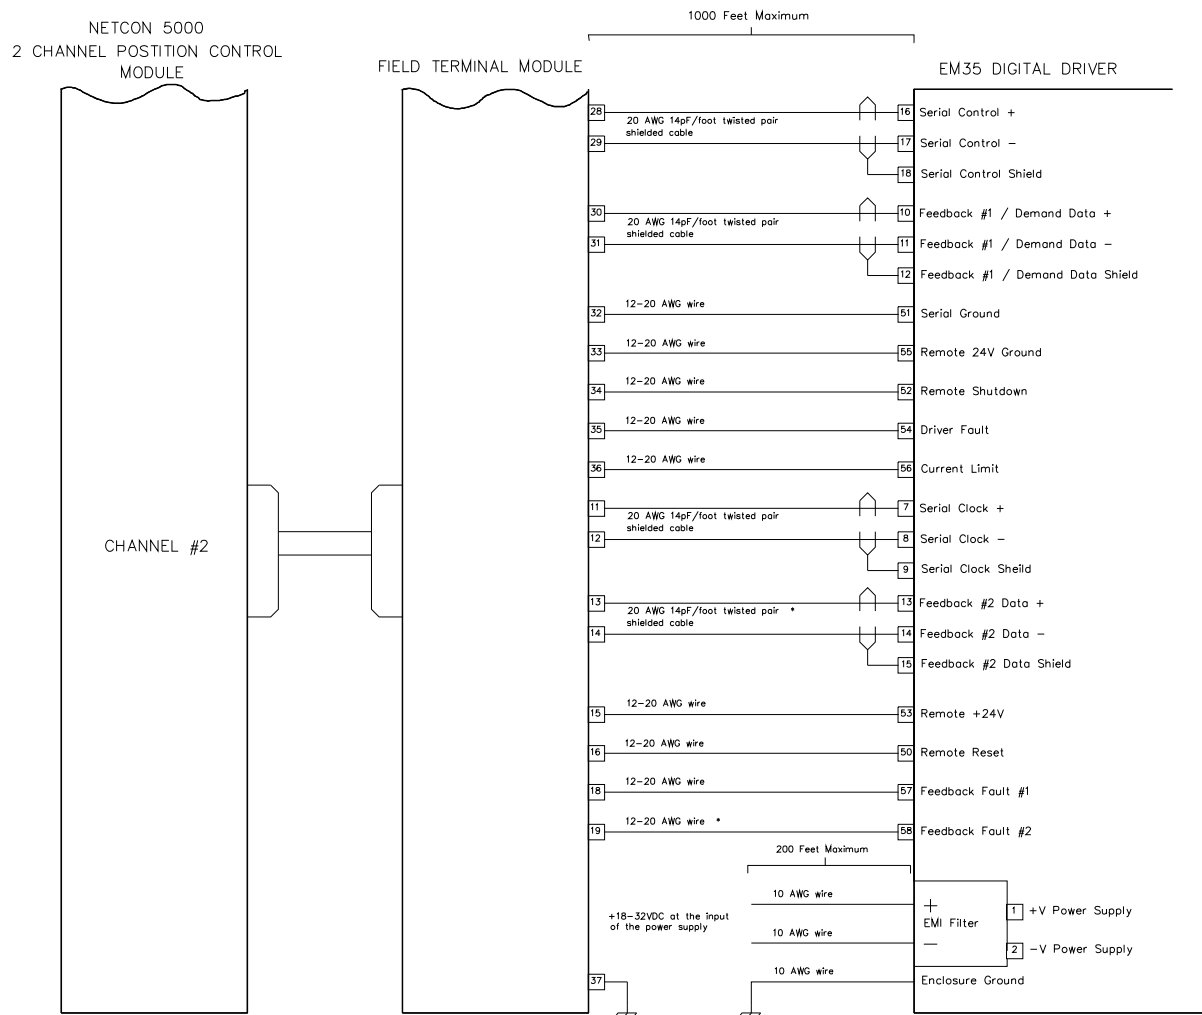 1000 Feet Maximum
NETCON 5000
2 CHANNEL POSTITION CONTROL
MODULE
FIELD TERMINAL MODULE
EM35 DIGITAL DRIVER
28 16 Serial Control +
20 AWG 14pF/foot twisted pair
shielded cable
29 17 Serial Control -
18 Serial Control Shield
30 10 Feedback #1 / Demand Data +
20 AWG 14pF/foot twisted pair
shielded cable
31 11 Feedback #1 / Demand Data -
12 Feedback #1 / Demand Data Shield
12-20 AWG wire
32 51 Serial Ground
12-20 AWG wire
33 55 Remote 24V Ground
12-20 AWG wire
34 52 Remote Shutdown
12-20 AWG wire
35 54 Driver Fault
12-20 AWG wire
36 56 Current Limit
11 7 Serial Clock +
20 AWG 14pF/foot twisted pair
shielded cable
12 8 Serial Clock -
CHANNEL #2
9 Serial Clock Sheild
13 13 Feedback #2 Data +
20 AWG 14pF/foot twisted pair *
shielded cable
14 14 Feedback #2 Data -
15 Feedback #2 Data Shield
12-20 AWG wire
15 53 Remote +24V
12-20 AWG wire
16 50 Remote Reset
12-20 AWG wire
18 57 Feedback Fault #1
12-20 AWG wire *
19 58 Feedback Fault #2
200 Feet Maximum
10 AWG wire
+
+18-32VDC at the input
of the power supply
EMI Filter
1 +V Power Supply
10 AWG wire
-
2 -V Power Supply
10 AWG wire
37 Enclosure Ground